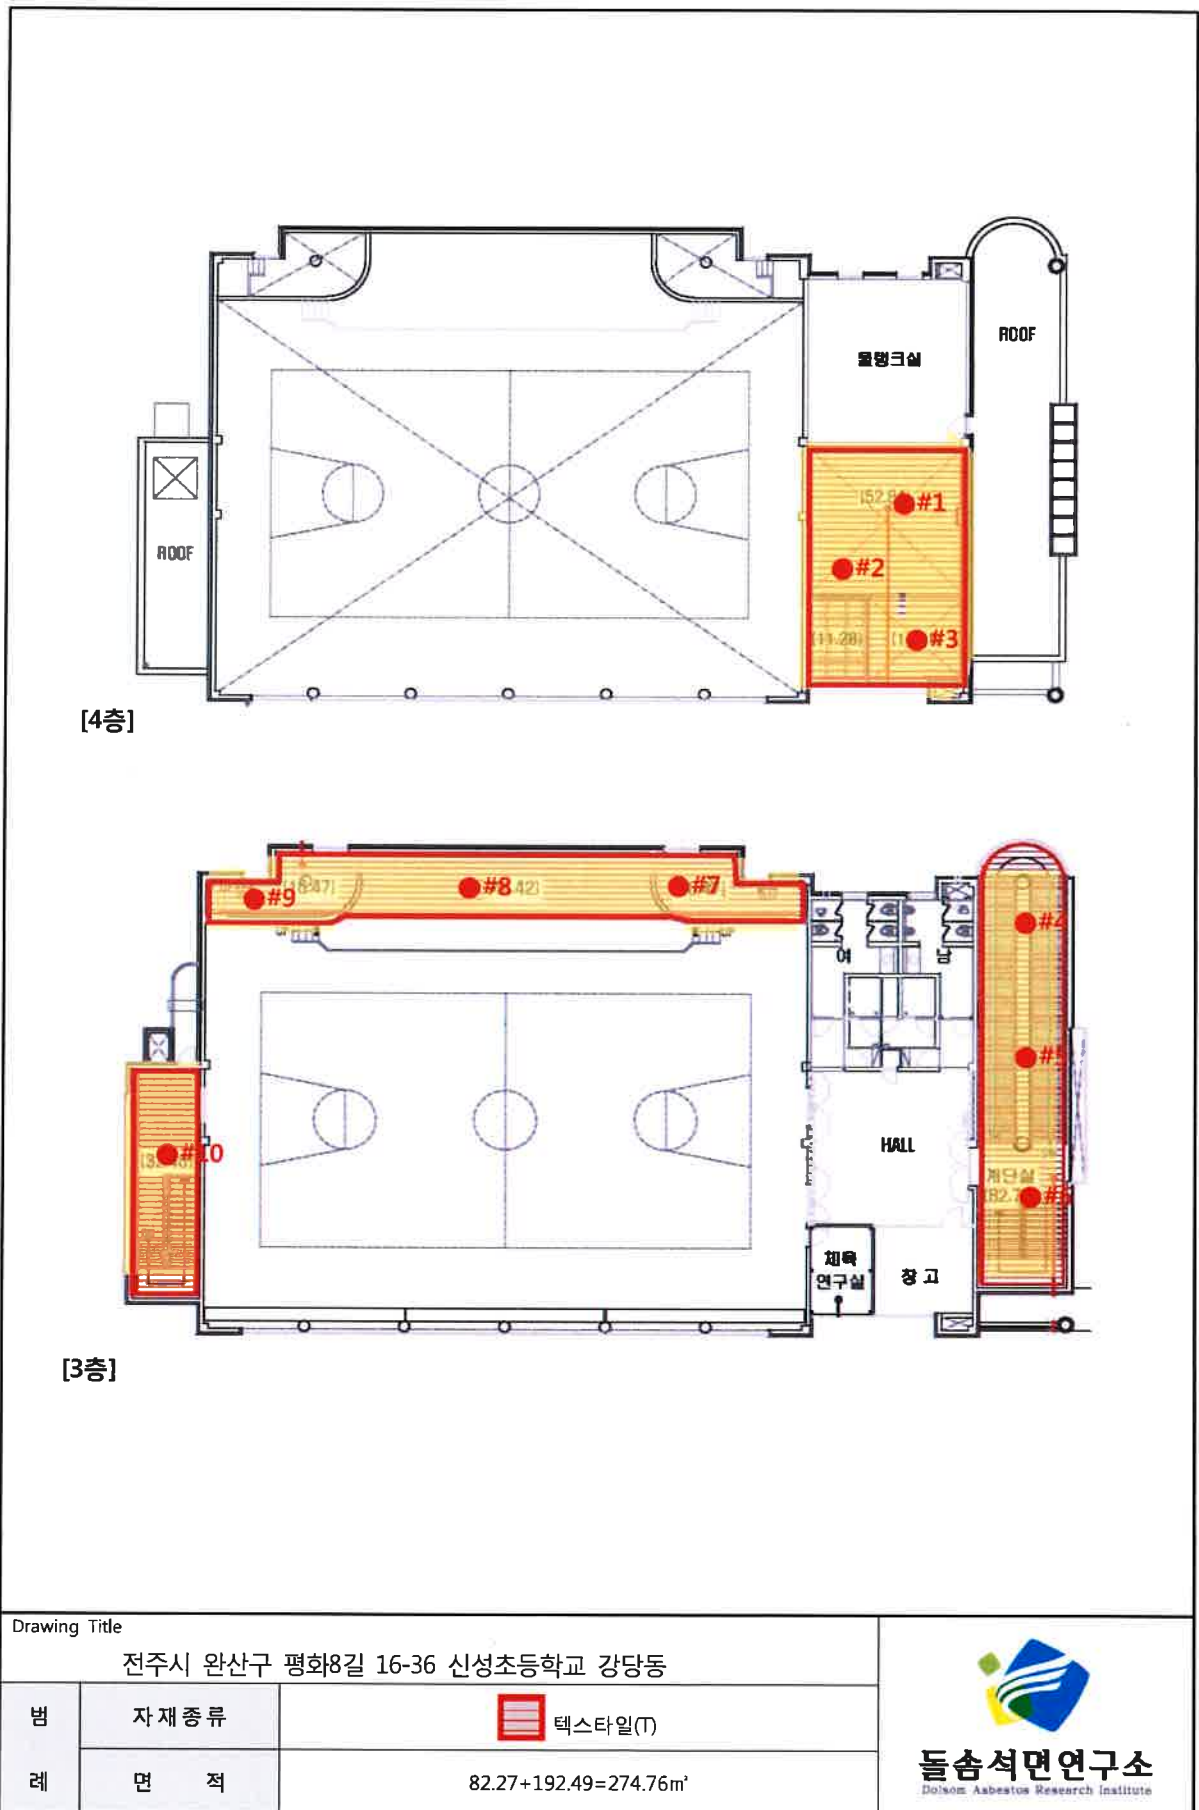 물탱크실
ROOF
ROOF
#1
#2
(11.28)
#3
[4층]
#9
#8
#7
#4
여
남
#5
HALL
#10
계단실
#6
체육
연구실
창고
[3층]
Drawing Title
전주시 완산구 평화8길 16-36 신성초등학교 강당동
범
례
자재종류
텍스타일(T)
면 적
82.27+192.49=274.76㎡
돌솜석면연구소
Dolsom Asbestos Research Institute